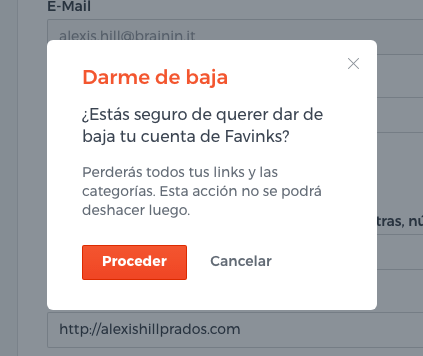 E-Mail
alexis.hill@brainin.it
Darme de baja
¿Estás seguro de querer dar de
baja tu cuenta de Favinks?
Perderás todos tus links y las
categorías. Esta acción no se podrá
deshacer luego.
tras, nú
Proceder Cancelar
http://alexishillprados.com